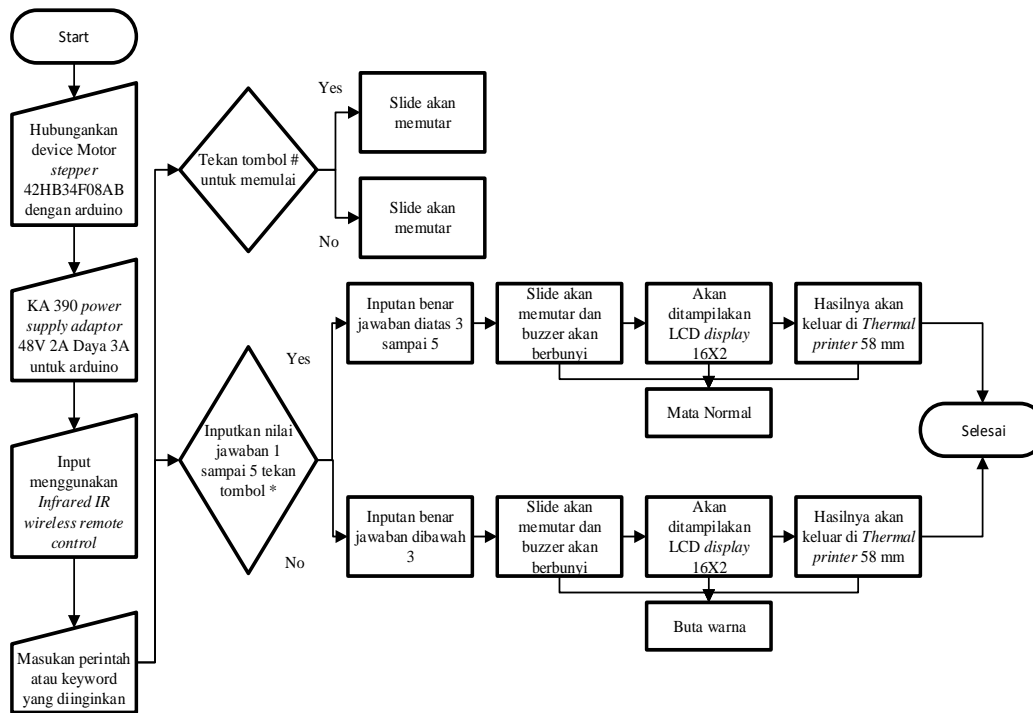 Start
Hubungankan
device Motor
stepper
42HB34F08AB
dengan arduino
KA 390 power
supply adaptor
48V 2A Daya 3A
untuk arduino
Input
menggunakan
Infrared IR
wireless remote
control
Masukan perintah
atau keyword
yang diinginkan
Tekan tombol #
untuk memulai
Yes
Slide akan
memutar
No
Slide akan
memutar
Inputkan nilai
jawaban 1
sampai 5 tekan
tombol *
Yes
Inputan benar
jawaban diatas 3
sampai 5
Slide akan
memutar dan
buzzer akan
berbunyi
Akan
ditampilakan
LCD display
16X2
Hasilnya akan
keluar di Thermal
printer 58 mm
Mata Normal
No
Inputan benar
jawaban dibawah
3
Slide akan
memutar dan
buzzer akan
berbunyi
Akan
ditampilakan
LCD display
16X2
Hasilnya akan
keluar di Thermal
printer 58 mm
Buta warna
Selesai